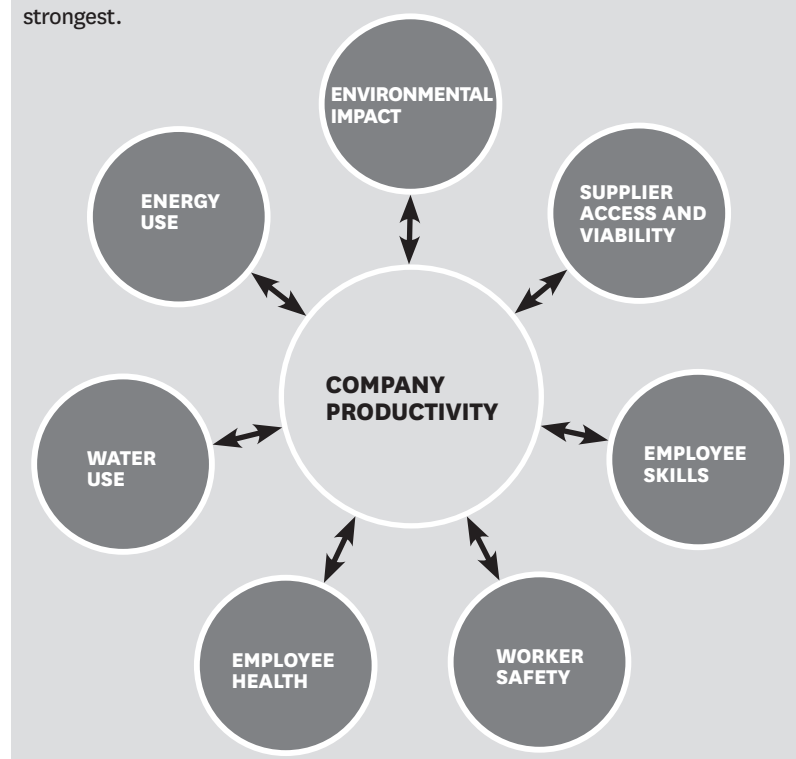 strongest.
ENVIRONMENTAL
IMPACT
SUPPLIER
ACCESS AND
VIABILITY
ENERGY
USE
COMPANY
PRODUCTIVITY
EMPLOYEE
SKILLS
WATER
USE
WORKER
SAFETY
EMPLOYEE
HEALTH